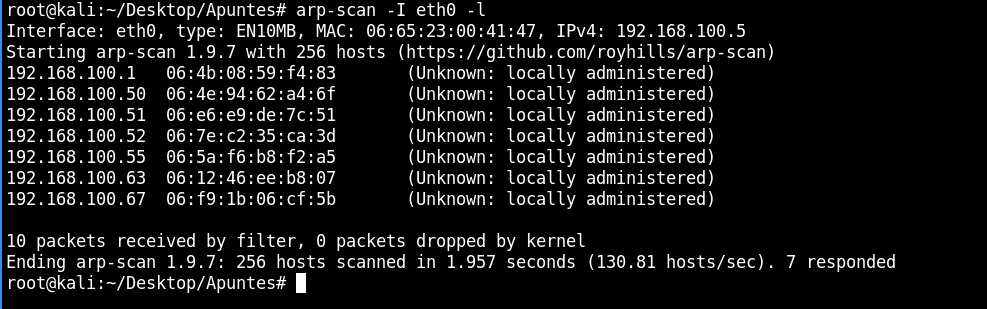 root@kali:~/Desktop/Apuntes# arp-scan -I eth0 -l
Interface: eth0, type: EN10MB, MAC: 06:65:23:00:41:47, IPv4: 192.168.100.5
Starting arp-scan 1.9.7 with 256 hosts (https://github.com/royhills/arp-scan)
192.168.100.1   06:4b:08:59:f4:83       (Unknown: locally administered)
192.168.100.50  06:4e:94:62:a4:6f       (Unknown: locally administered)
192.168.100.51  06:e6:e9:de:7c:51       (Unknown: locally administered)
192.168.100.52  06:7e:c2:35:ca:3d       (Unknown: locally administered)
192.168.100.55  06:5a:f6:b8:f2:a5       (Unknown: locally administered)
192.168.100.63  06:12:46:ee:b8:07       (Unknown: locally administered)
192.168.100.67  06:f9:1b:06:cf:5b       (Unknown: locally administered)

10 packets received by filter, 0 packets dropped by kernel
Ending arp-scan 1.9.7: 256 hosts scanned in 1.957 seconds (130.81 hosts/sec). 7 responded
root@kali:~/Desktop/Apuntes#